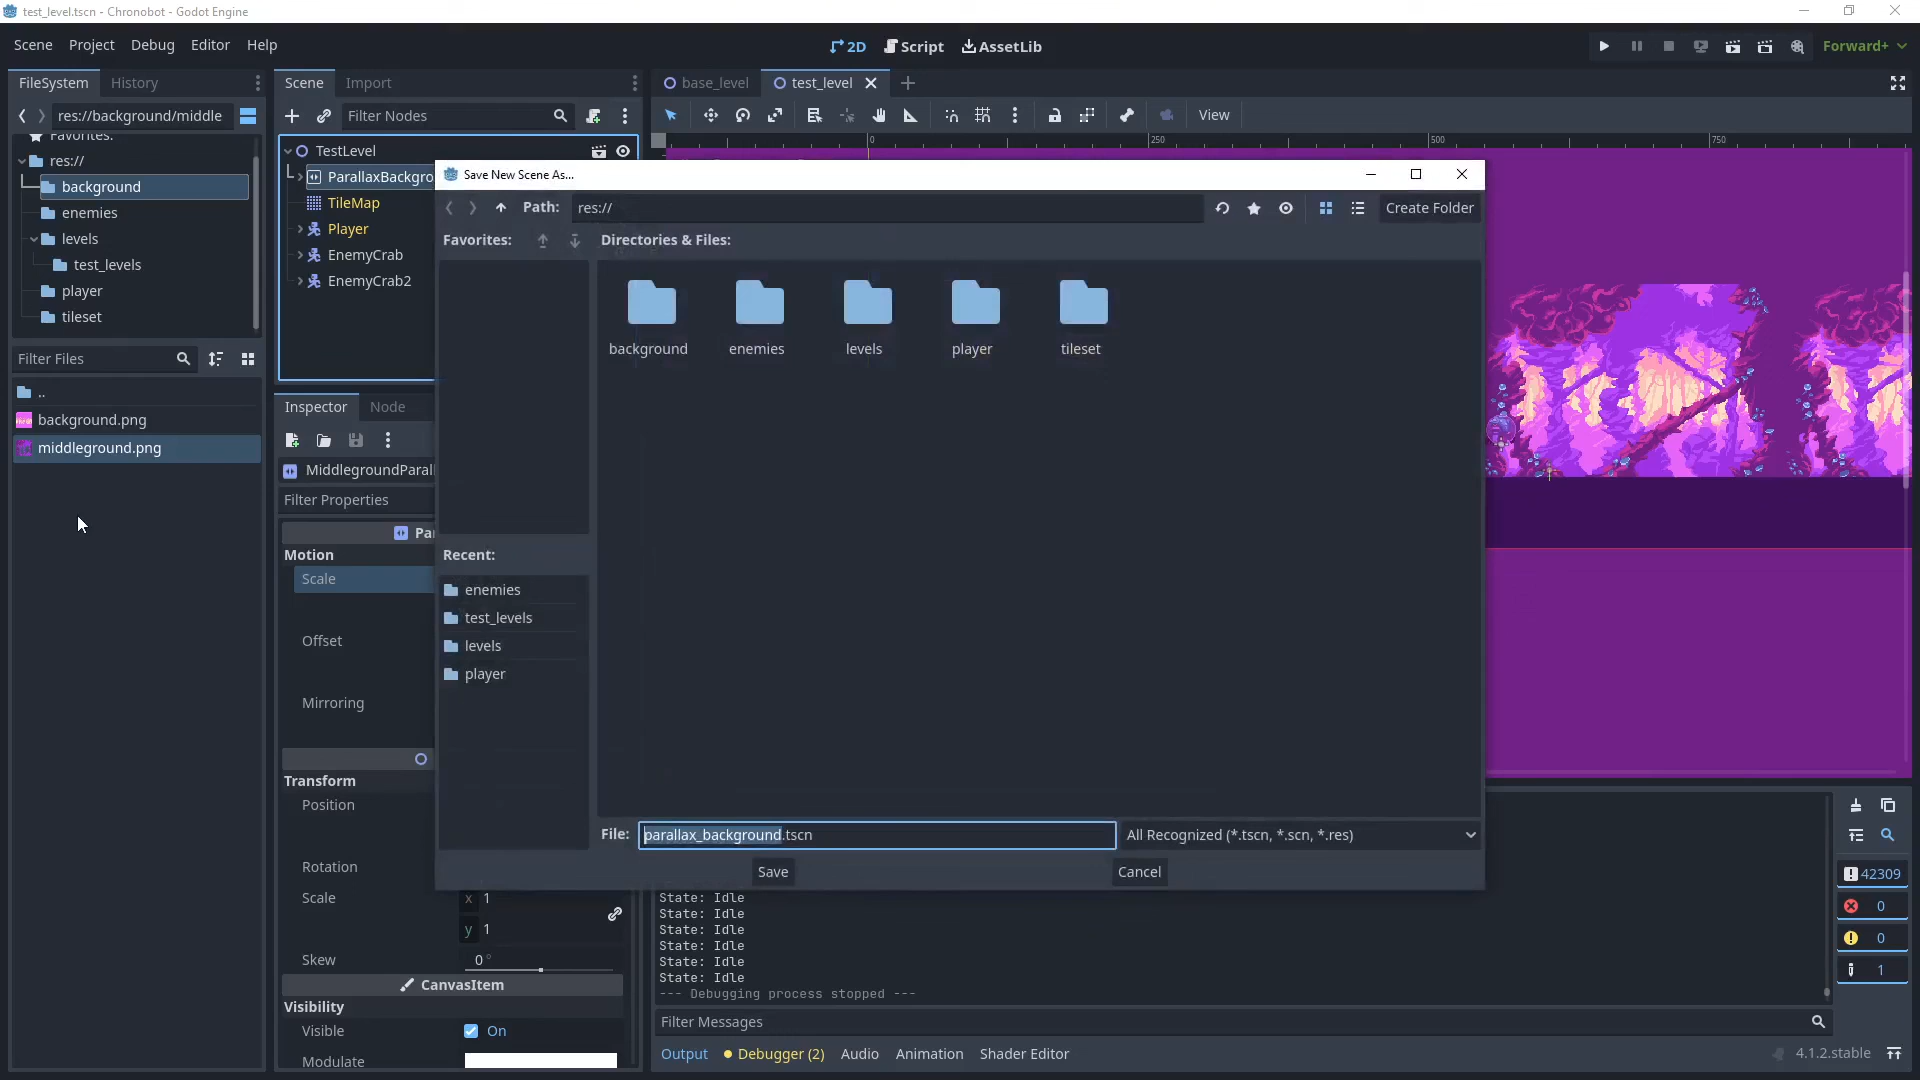 test_level.tscn - Chronobot - Godot Engine
Scene Project Debug Editor Help
2D Script AssetLib
Forward+
FileSystem History
res://background/middle
Favorites:
res://
background
enemies
levels
test_levels
player
tileset
Filter Files
..
background.png
middleground.png
Scene Import
Filter Nodes
TestLevel
ParallaxBackgro
TileMap
Player
EnemyCrab
EnemyCrab2
Inspector Node
MiddlegroundParall
Filter Properties
Pa
Motion
Scale
Offset
Mirroring
Transform
Position
Rotation
Scale x 1
y 1
Skew 0 °
CanvasItem
Visibility
Visible On
Modulate
base_level test_level
View
0 250 500 750
Save New Scene As...
Path: res:// Create Folder
Favorites: Directories & Files:
background enemies levels player tileset
Recent:
enemies
test_levels
levels
player
File: parallax_background.tscn All Recognized (*.tscn, *.scn, *.res)
Save Cancel
State: Idle
State: Idle
State: Idle
State: Idle
State: Idle
State: Idle
--- Debugging process stopped ---
Filter Messages
42309
0
0
1
Output Debugger (2) Audio Animation Shader Editor
4.1.2.stable